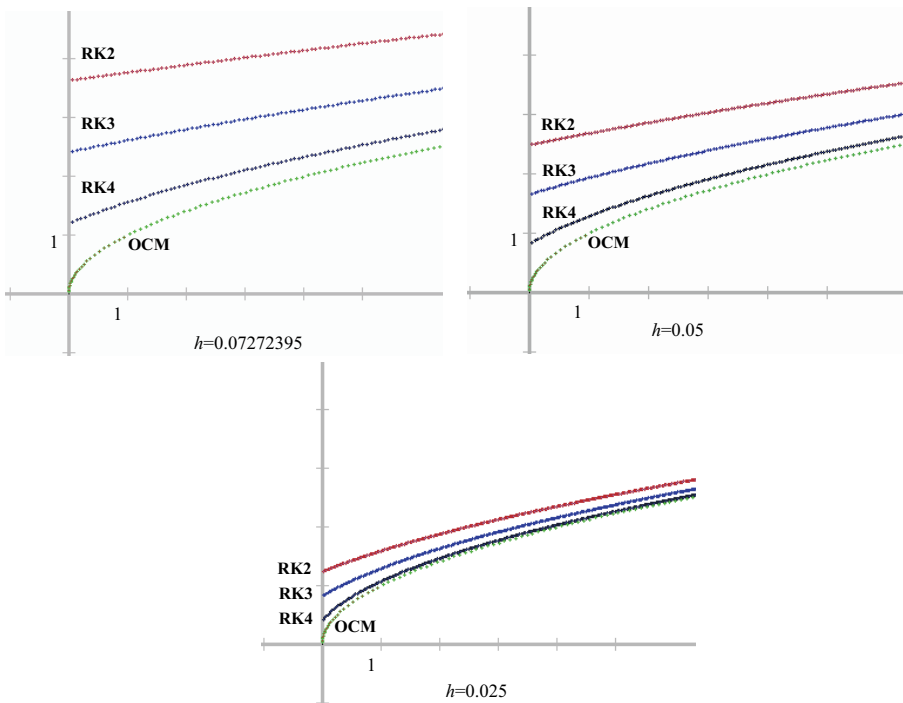 RK2
RK3
RK4
1
OCM
1
h=0.07272395
RK2
RK3
RK4
1
OCM
1
h=0.05
RK2
RK3
RK4
OCM
1
h=0.025